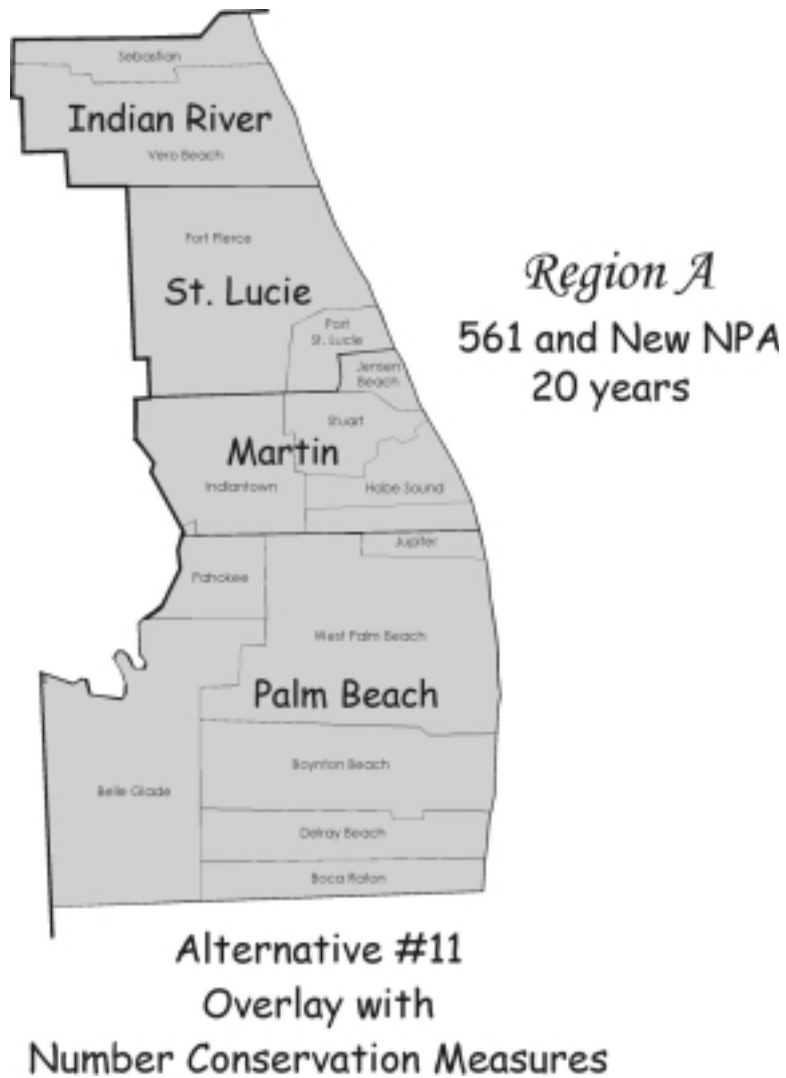 Sebastian
Indian River
Vero Beach
Fort Pierce
St. Lucie
Port
St. Lucie
Jensen
Beach
Region A
561 and New NPA
20 years
Stuart
Martin
Indiantown
Hobe Sound
Jupiter
Pahokee
West Palm Beach
Palm Beach
Boynton Beach
Belle Glade
Delray Beach
Boca Raton
Alternative #11
Overlay with
Number Conservation Measures